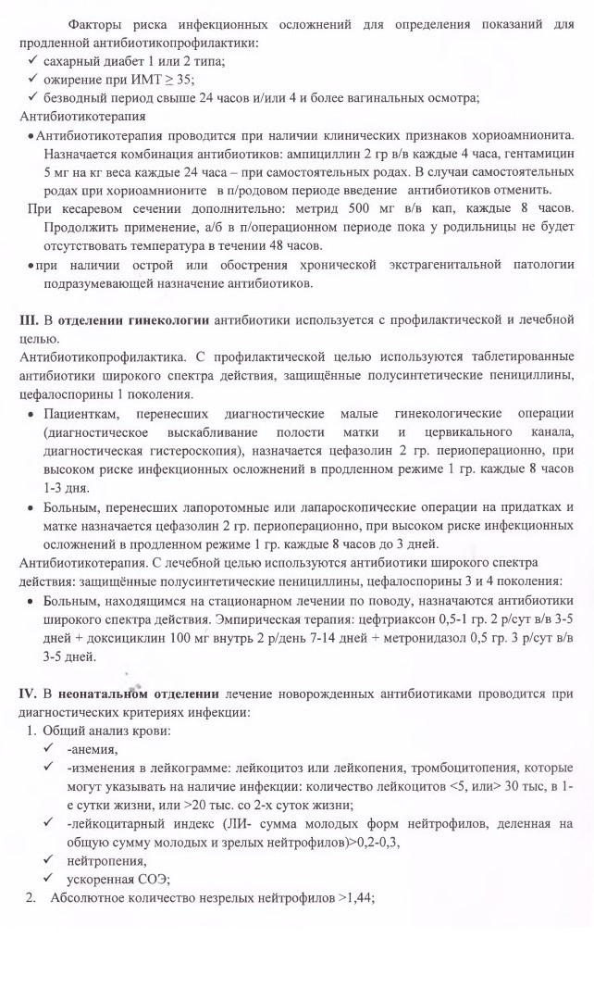 Факторы риска инфекционных осложнений для определения показаний для
продленной антибиотикопрофилактики:
✓ сахарный диабет 1 или 2 типа;
✓ ожирение при ИМТ ≥ 35;
✓ безводный период свыше 24 часов и/или 4 и более вагинальных осмотра;
Антибиотикотерапия
•Антибиотикотерапия проводится при наличии клинических признаков хориоамнионита.
Назначается комбинация антибиотиков: ампициллин 2 гр в/в каждые 4 часа, гентамицин
5 мг на кг веса каждые 24 часа – при самостоятельных родах. В случаи самостоятельных
родах при хориоамнионите в п/родовом периоде введение антибиотиков отменить.
При кесаревом сечении дополнительно: метрид 500 мг в/в кап, каждые 8 часов.
Продолжить применение, а/б в п/операционном периоде пока у родильницы не будет
отсутствовать температура в течении 48 часов.
•при наличии острой или обострения хронической экстрагенитальной патологии
подразумевающей назначение антибиотиков.
III. В отделении гинекологии антибиотики используется с профилактической и лечебной
целью.
Антибиотикопрофилактика. С профилактической целью используются таблетированные
антибиотики широкого спектра действия, защищённые полусинтетические пенициллины,
цефалоспорины 1 поколения.
• Пациенткам, перенесших диагностические малые гинекологические операции
(диагностическое выскабливание полости матки и цервикального канала,
диагностическая гистероскопия), назначается цефазолин 2 гр. периоперационно, при
высоком риске инфекционных осложнений в продленном режиме 1 гр. каждые 8 часов
1-3 дня.
• Больным, перенесших лапоротомные или лапароскопические операции на придатках и
матке назначается цефазолин 2 гр. периоперационно, при высоком риске инфекционных
осложнений в продленном режиме 1 гр. каждые 8 часов до 3 дней.
Антибиотикотерапия. С лечебной целью используются антибиотики широкого спектра
действия: защищённые полусинтетические пенициллины, цефалоспорины 3 и 4 поколения:
• Больным, находящимся на стационарном лечении по поводу, назначаются антибиотики
широкого спектра действия. Эмпирическая терапия: цефтриаксон 0,5-1 гр. 2 р/сут в/в 3-5
дней + доксициклин 100 мг внутрь 2 р/день 7-14 дней + метронидазол 0,5 гр. 3 р/сут в/в
3-5 дней.
IV. В неонатальном отделении лечение новорожденных антибиотиками проводится при
диагностических критериях инфекции:
1. Общий анализ крови:
✓ -анемия,
✓ -изменения в лейкограмме: лейкоцитоз или лейкопения, тромбоцитопения, которые
могут указывать на наличие инфекции: количество лейкоцитов <5, или> 30 тыс, в 1-
е сутки жизни, или >20 тыс. со 2-х суток жизни;
✓ -лейкоцитарный индекс (ЛИ- сумма молодых форм нейтрофилов, деленная на
общую сумму молодых и зрелых нейтрофилов)>0,2-0,3,
✓ нейтропения,
✓ ускоренная СОЭ;
2. Абсолютное количество незрелых нейтрофилов >1,44;